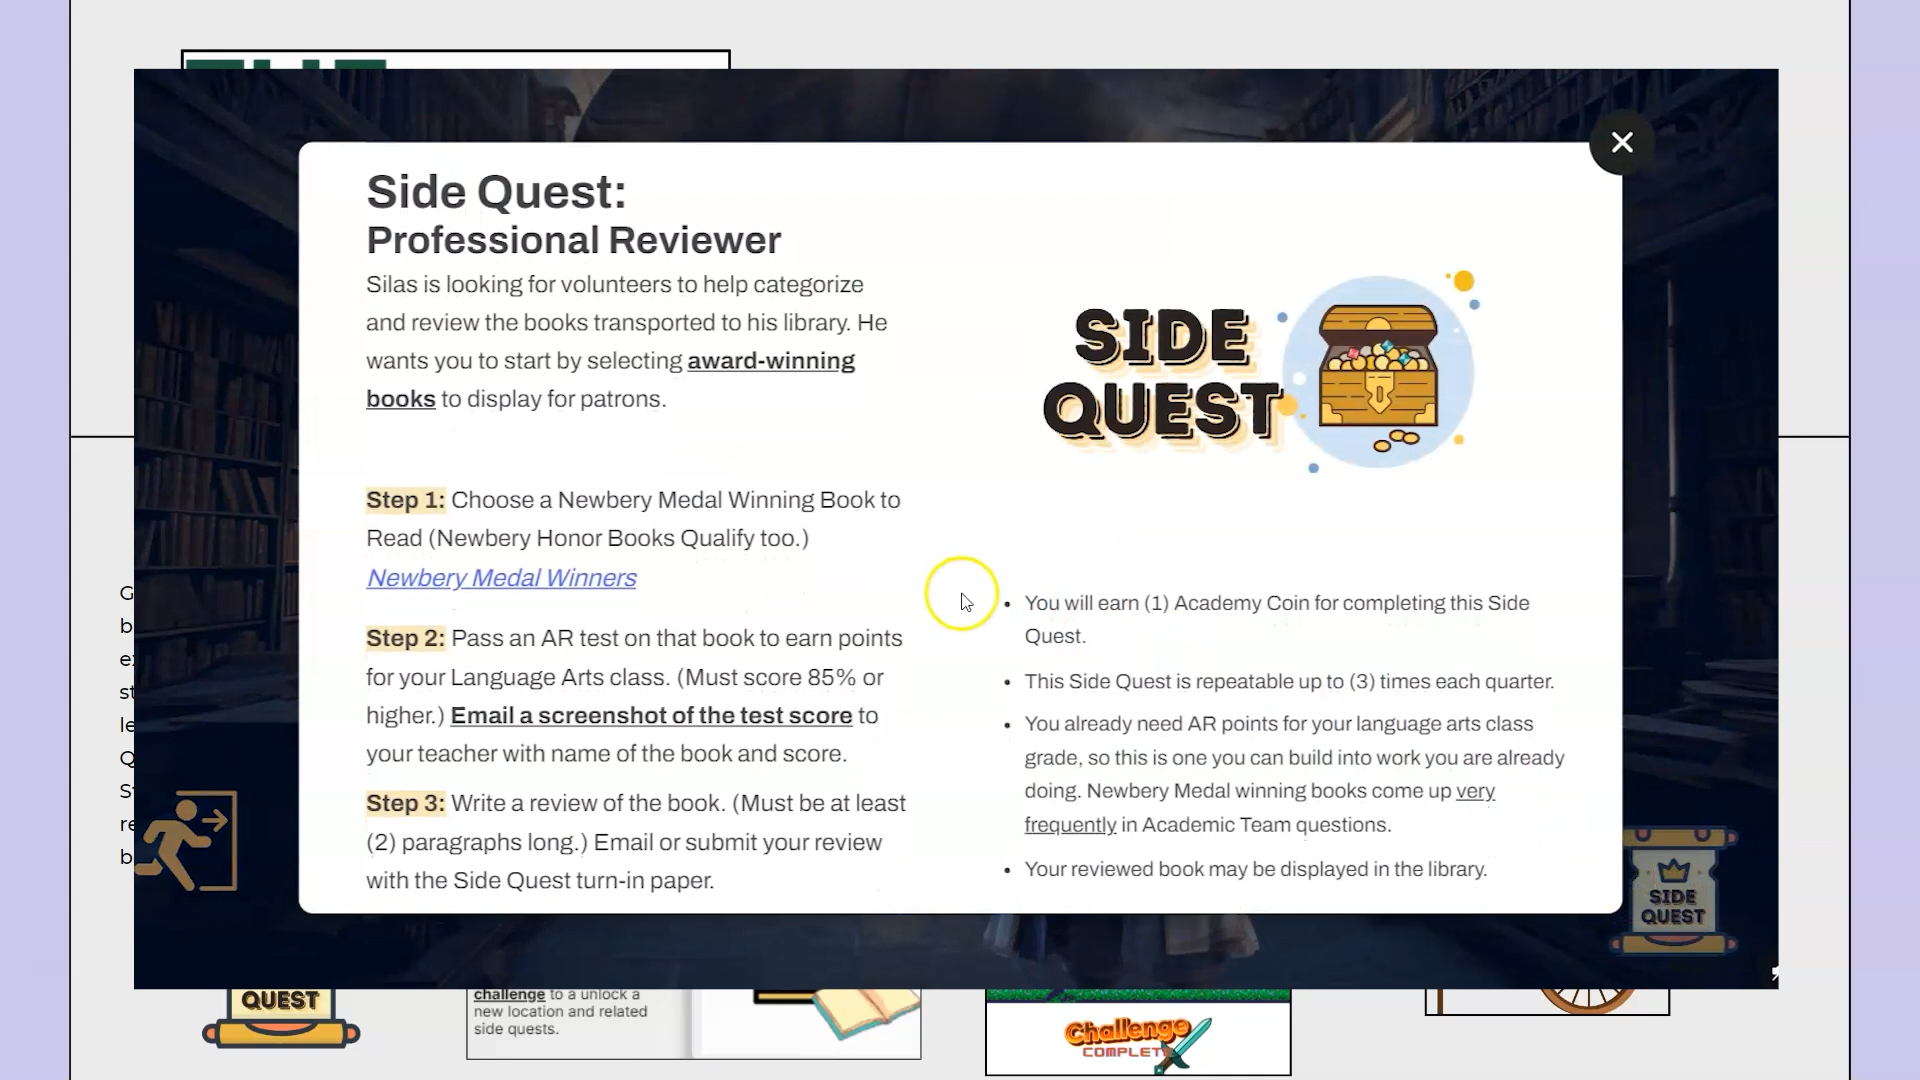 Side Quest:
Professional Reviewer
Silas is looking for volunteers to help categorize
and review the books transported to his library. He
wants you to start by selecting award-winning
books to display for patrons.
Step 1: Choose a Newbery Medal Winning Book to
Read (Newbery Honor Books Qualify too.)
Newbery Medal Winners
Step 2: Pass an AR test on that book to earn points
for your Language Arts class. (Must score 85% or
higher.) Email a screenshot of the test score to
your teacher with name of the book and score.
Step 3: Write a review of the book. (Must be at least
(2) paragraphs long.) Email or submit your review
with the Side Quest turn-in paper.
SIDE
QUEST
• You will earn (1) Academy Coin for completing this Side
Quest.
• This Side Quest is repeatable up to (3) times each quarter.
• You already need AR points for your language arts class
grade, so this is one you can build into work you are already
doing. Newbery Medal winning books come up very
frequently in Academic Team questions.
• Your reviewed book may be displayed in the library.
SIDE
QUEST
QUEST
challenge to a unlock a
new location and related
side quests.
Challenge
COMPLETE